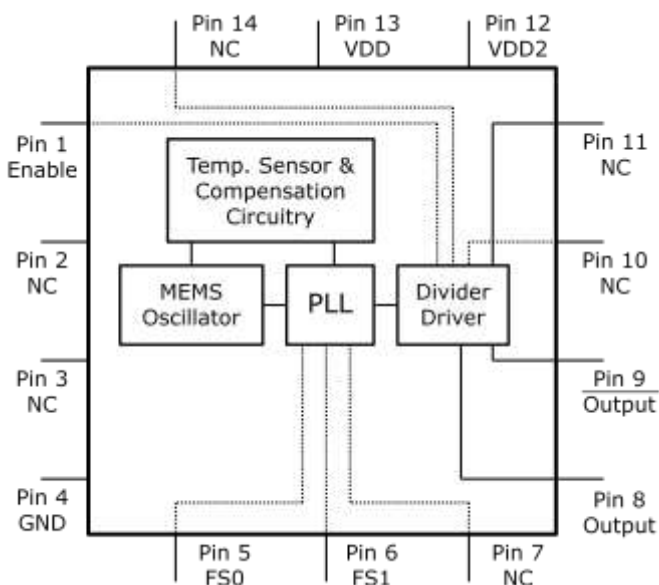 Pin 14
NC
Pin 13
VDD
Pin 12
VDD2
Pin 1
Enable
Pin 11
NC
Temp. Sensor &
Compensation
Circuitry
Pin 2
NC
Pin 10
NC
MEMS
Oscillator
PLL
Divider
Driver
Pin 3
NC
Pin 9
Output
Pin 4
GND
Pin 8
Output
Pin 5
FS0
Pin 6
FS1
Pin 7
NC